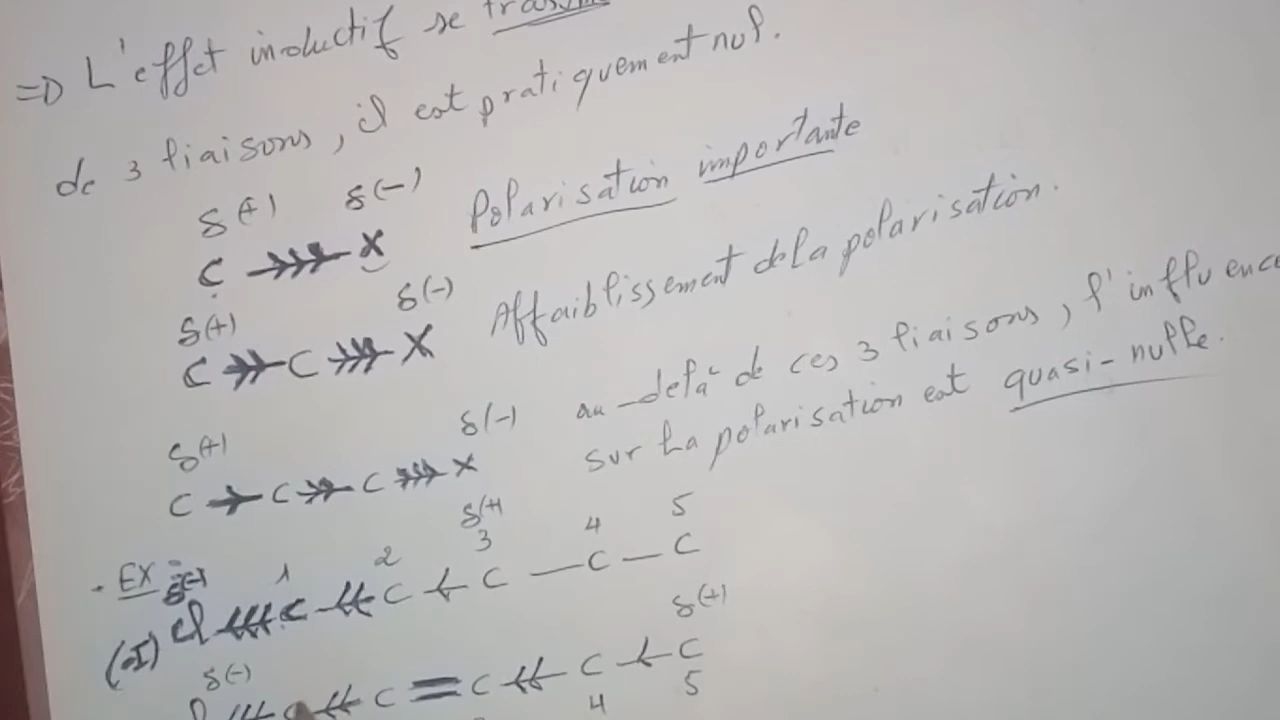 => L'effet inductif se
de 3 liaisons, il est pratiquement nul.
δ(+) δ(-) Polarisation importante
C X
δ(+) δ(-) Affaiblissement de la polarisation.
C C X
δ(+) δ(-) au-delà de ces 3 liaisons, l'influence
C C C X sur la polarisation est quasi-nulle.
- EX δ(-) 1 2 δ(+) 3 4 5
(-I) Cl C C C — C — C
δ(-) δ(+)
C C = C C C
4 5